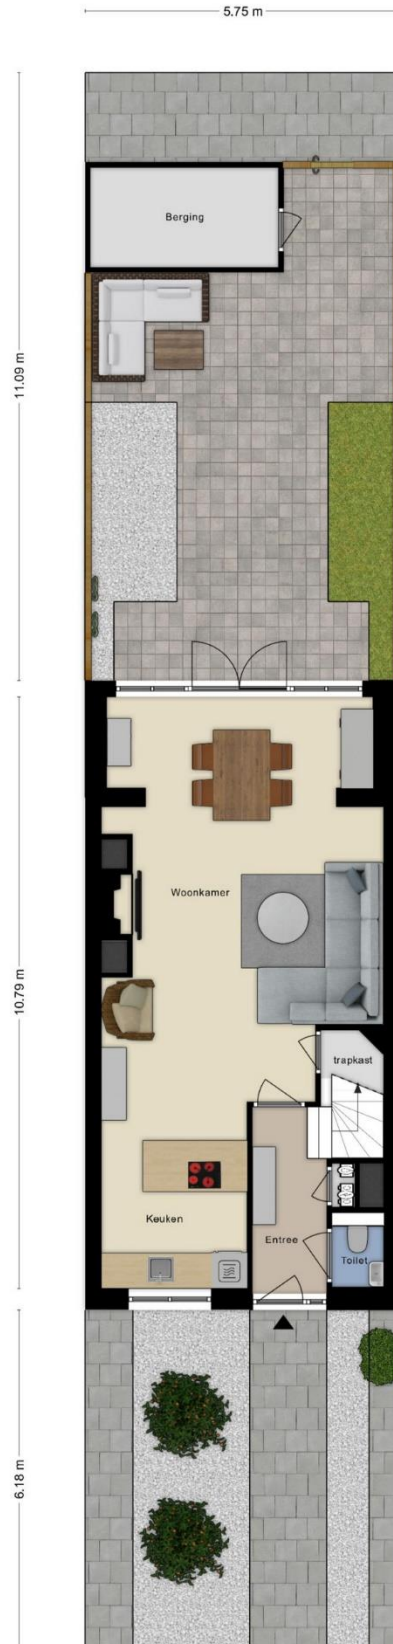 5.75 m
Berging
11.09 m
Woonkamer
10.79 m
trapkast
Keuken
Entree
Toilet
6.18 m